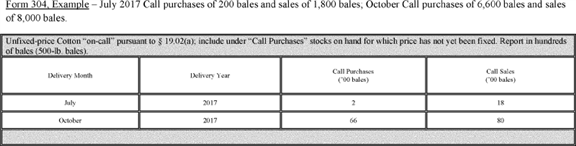 Form 304, Example – July 2017 Call purchases of 200 bales and sales of 1,800 bales; October Call purchases of 6,600 bales and sales
of 8,000 bales.
Unfixed-price Cotton "on-call" pursuant to § 19.02(a); include under "Call Purchases" stocks on hand for which price has not yet been fixed. Report in hundreds
of bales (500-lb. bales).
Delivery Month Delivery Year Call Purchases ('00 bales) Call Sales ('00 bales)
July 2017 2 18
October 2017 66 80